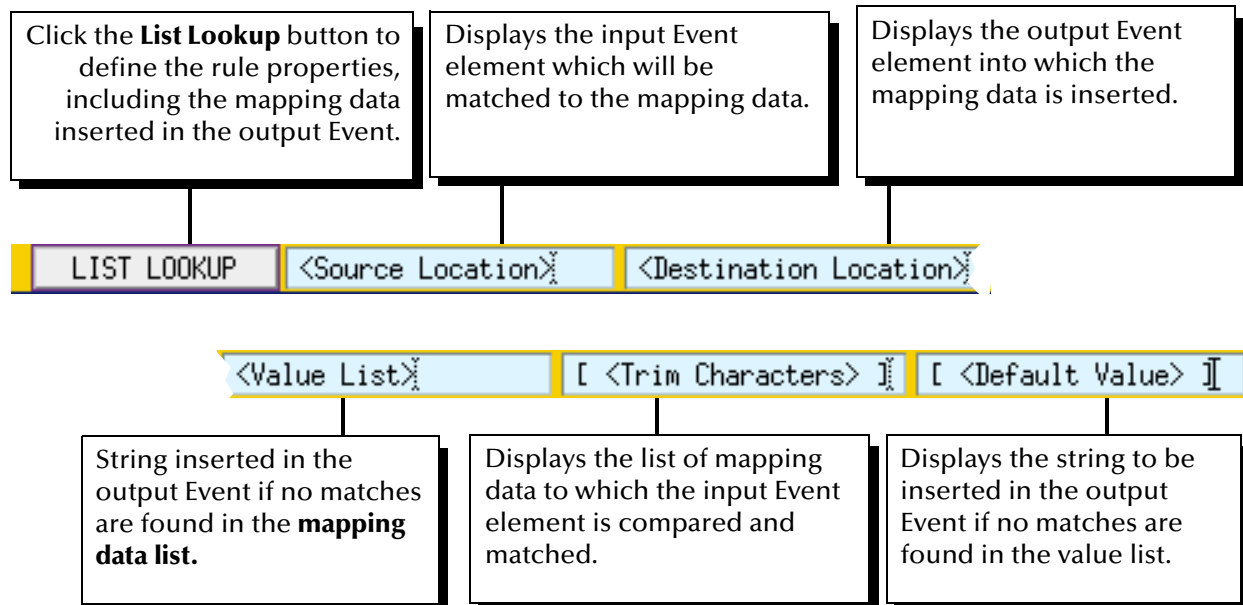 Click the List Lookup button to
define the rule properties,
including the mapping data
inserted in the output Event.
Displays the input Event
element which will be
matched to the mapping data.
Displays the output Event
element into which the
mapping data is inserted.
LIST LOOKUP
<Source Location>
<Destination Location>
<Value List>
[ <Trim Characters> ]
[ <Default Value> ]
String inserted in the
output Event if no matches
are found in the mapping
data list.
Displays the list of mapping
data to which the input Event
element is compared and
matched.
Displays the string to be
inserted in the output
Event if no matches are
found in the value list.